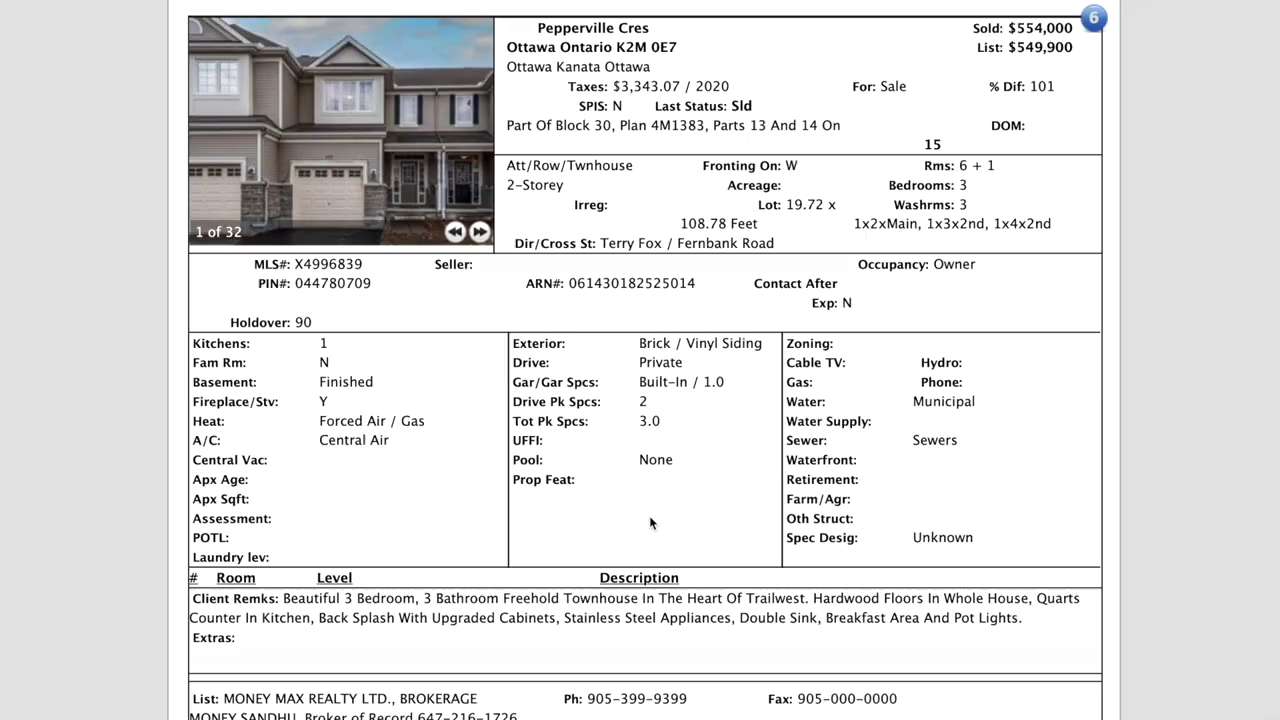 6
Pepperville Cres Sold: $554,000
Ottawa Ontario K2M 0E7 List: $549,900
Ottawa Kanata Ottawa
Taxes: $3,343.07 / 2020 For: Sale % Dif: 101
SPIS: N Last Status: Sld
Part Of Block 30, Plan 4M1383, Parts 13 And 14 On DOM:
15
Att/Row/Twnhouse Fronting On: W Rms: 6 + 1
2-Storey Acreage: Bedrooms: 3
Irreg: Lot: 19.72 x Washrms: 3
108.78 Feet 1x2xMain, 1x3x2nd, 1x4x2nd
1 of 32
Dir/Cross St: Terry Fox / Fernbank Road
MLS#: X4996839 Seller: Occupancy: Owner
PIN#: 044780709 ARN#: 061430182525014 Contact After
Exp: N
Holdover: 90
Kitchens: 1 Exterior: Brick / Vinyl Siding Zoning:
Fam Rm: N Drive: Private Cable TV: Hydro:
Basement: Finished Gar/Gar Spcs: Built-In / 1.0 Gas: Phone:
Fireplace/Stv: Y Drive Pk Spcs: 2 Water: Municipal
Heat: Forced Air / Gas Tot Pk Spcs: 3.0 Water Supply:
A/C: Central Air UFFI: Sewer: Sewers
Central Vac: Pool: None Waterfront:
Apx Age: Prop Feat: Retirement:
Apx Sqft: Farm/Agr:
Assessment: Oth Struct:
POTL: Spec Desig: Unknown
Laundry lev:
# Room Level Description
Client Remks: Beautiful 3 Bedroom, 3 Bathroom Freehold Townhouse In The Heart Of Trailwest. Hardwood Floors In Whole House, Quarts
Counter In Kitchen, Back Splash With Upgraded Cabinets, Stainless Steel Appliances, Double Sink, Breakfast Area And Pot Lights.
Extras:
List: MONEY MAX REALTY LTD., BROKERAGE Ph: 905-399-9399 Fax: 905-000-0000
MONEY SANDHU, Broker of Record 647-216-1726